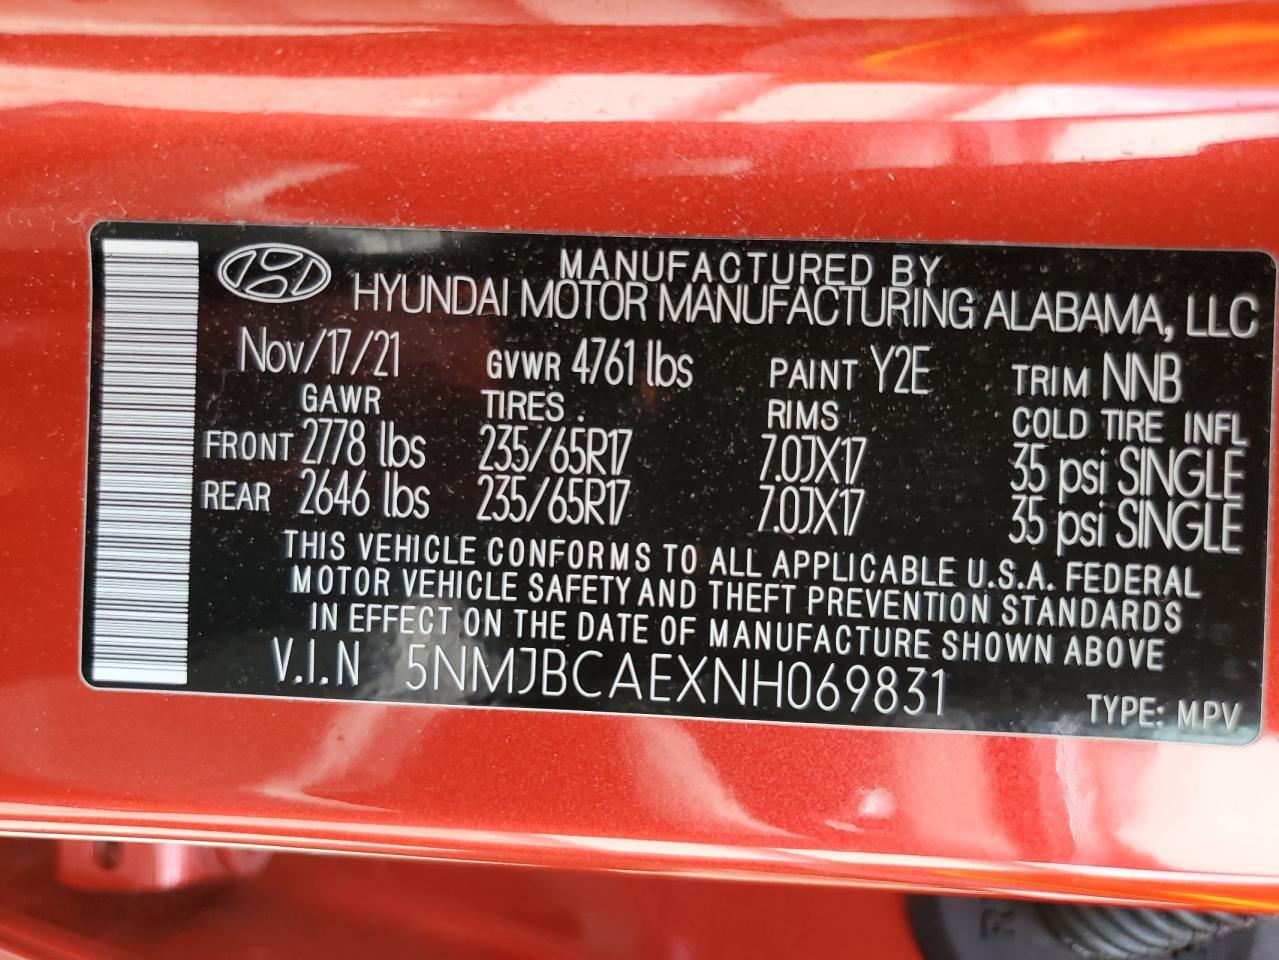 MANUFACTURED BY
HYUNDAI MOTOR MANUFACTURING ALABAMA, LLC
Nov/17/21 GVWR 4761 lbs PAINT Y2E TRIM NNB
GAWR TIRES RIMS COLD TIRE INFL
FRONT 2778 lbs 235/65R17 7.0JX17 35 psi SINGLE
REAR 2646 lbs 235/65R17 7.0JX17 35 psi SINGLE
THIS VEHICLE CONFORMS TO ALL APPLICABLE U.S.A. FEDERAL
MOTOR VEHICLE SAFETY AND THEFT PREVENTION STANDARDS
IN EFFECT ON THE DATE OF MANUFACTURE SHOWN ABOVE
V.I.N 5NMJBCAEXNH069831
TYPE: MPV